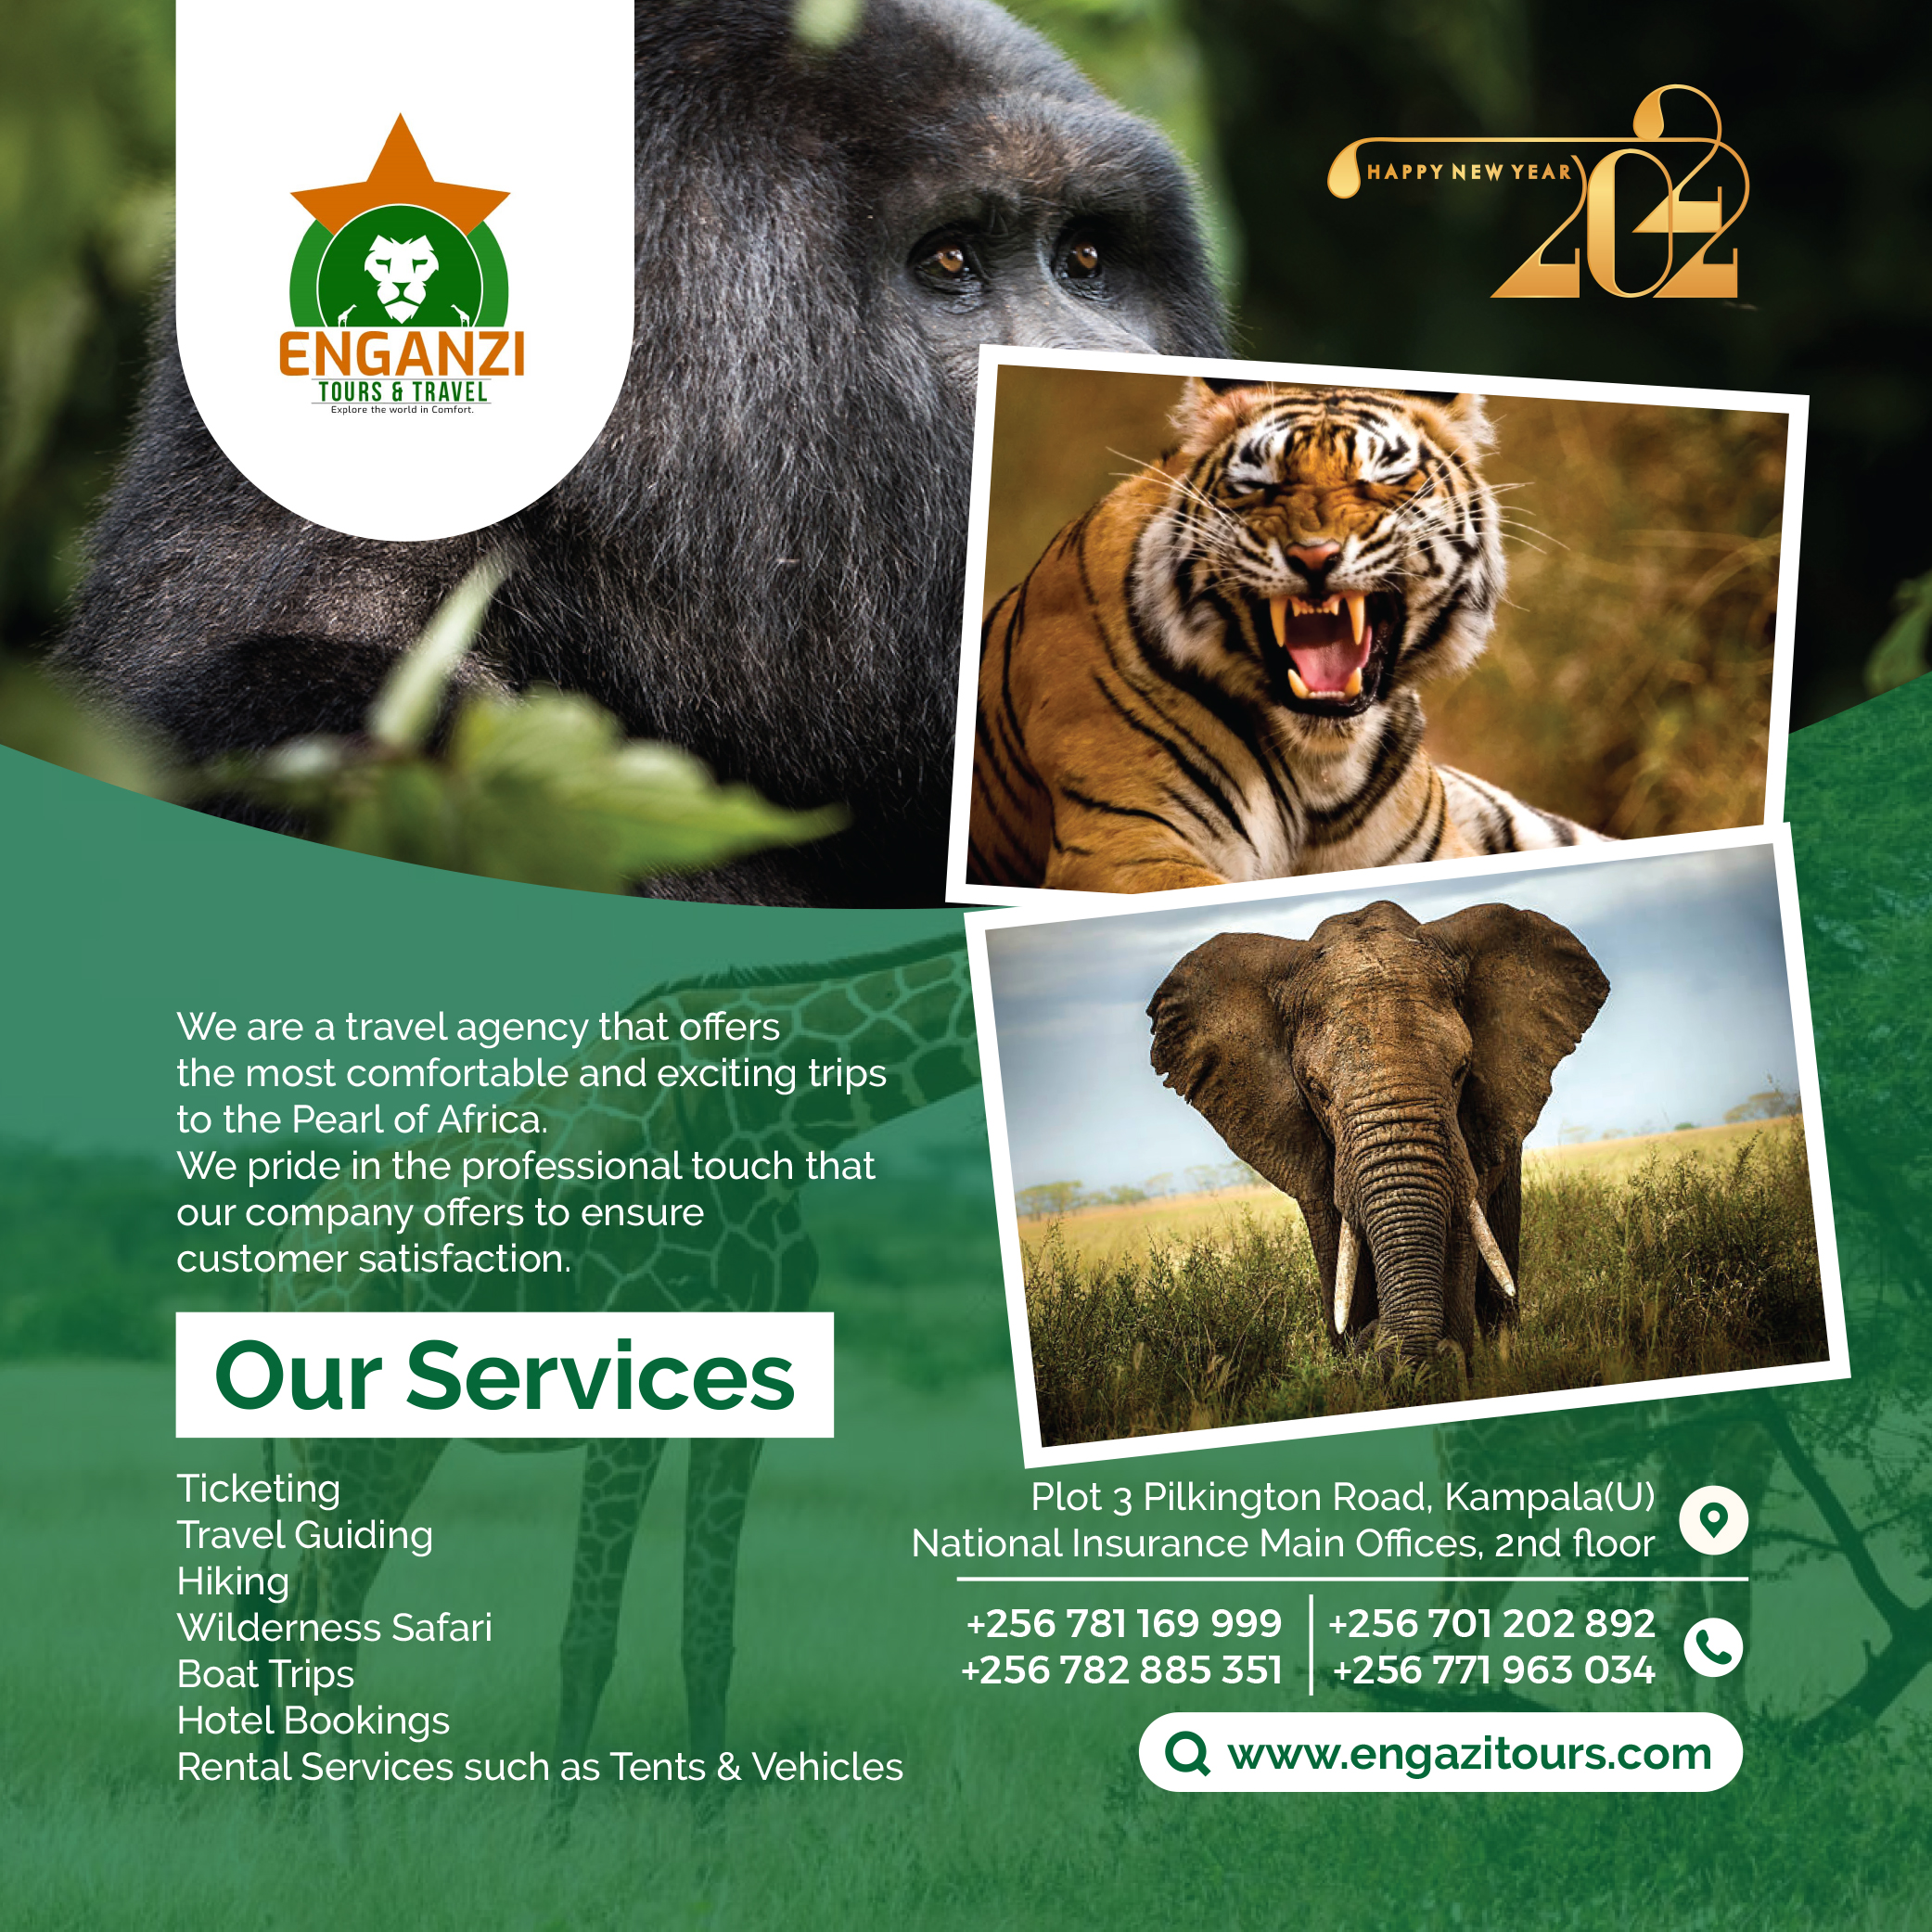 HAPPY NEW YEAR
2022
ENGANZI
TOURS & TRAVEL
Explore the world in Comfort.
We are a travel agency that offers
the most comfortable and exciting trips
to the Pearl of Africa.
We pride in the professional touch that
our company offers to ensure
customer satisfaction.
Our Services
Ticketing
Travel Guiding
Hiking
Wilderness Safari
Boat Trips
Hotel Bookings
Rental Services such as Tents & Vehicles
Plot 3 Pilkington Road, Kampala(U)
National Insurance Main Offices, 2nd floor
+256 781 169 999 +256 701 202 892
+256 782 885 351 +256 771 963 034
www.engazitours.com